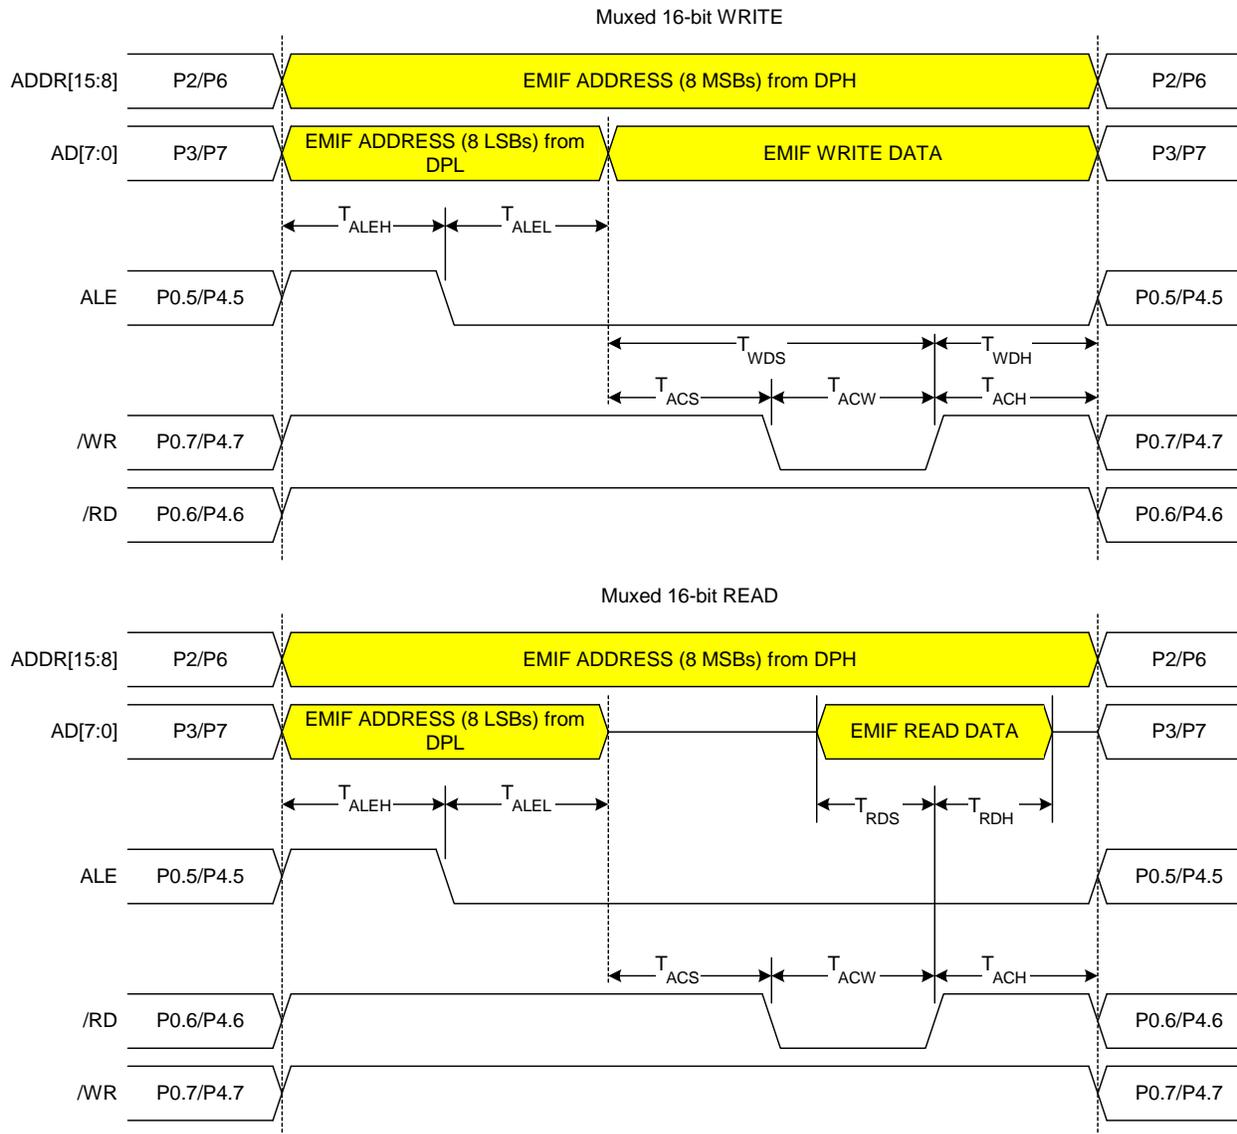 Muxed 16-bit WRITE
ADDR[15:8] P2/P6 EMIF ADDRESS (8 MSBs) from DPH P2/P6
AD[7:0] P3/P7 EMIF ADDRESS (8 LSBs) from DPL EMIF WRITE DATA P3/P7
TALEH TALEL
ALE P0.5/P4.5 P0.5/P4.5
TWDS TWDH
TACS TACW TACH
/WR P0.7/P4.7 P0.7/P4.7
/RD P0.6/P4.6 P0.6/P4.6
Muxed 16-bit READ
ADDR[15:8] P2/P6 EMIF ADDRESS (8 MSBs) from DPH P2/P6
AD[7:0] P3/P7 EMIF ADDRESS (8 LSBs) from DPL EMIF READ DATA P3/P7
TALEH TALEL TRDS TRDH
ALE P0.5/P4.5 P0.5/P4.5
TACS TACW TACH
/RD P0.6/P4.6 P0.6/P4.6
/WR P0.7/P4.7 P0.7/P4.7